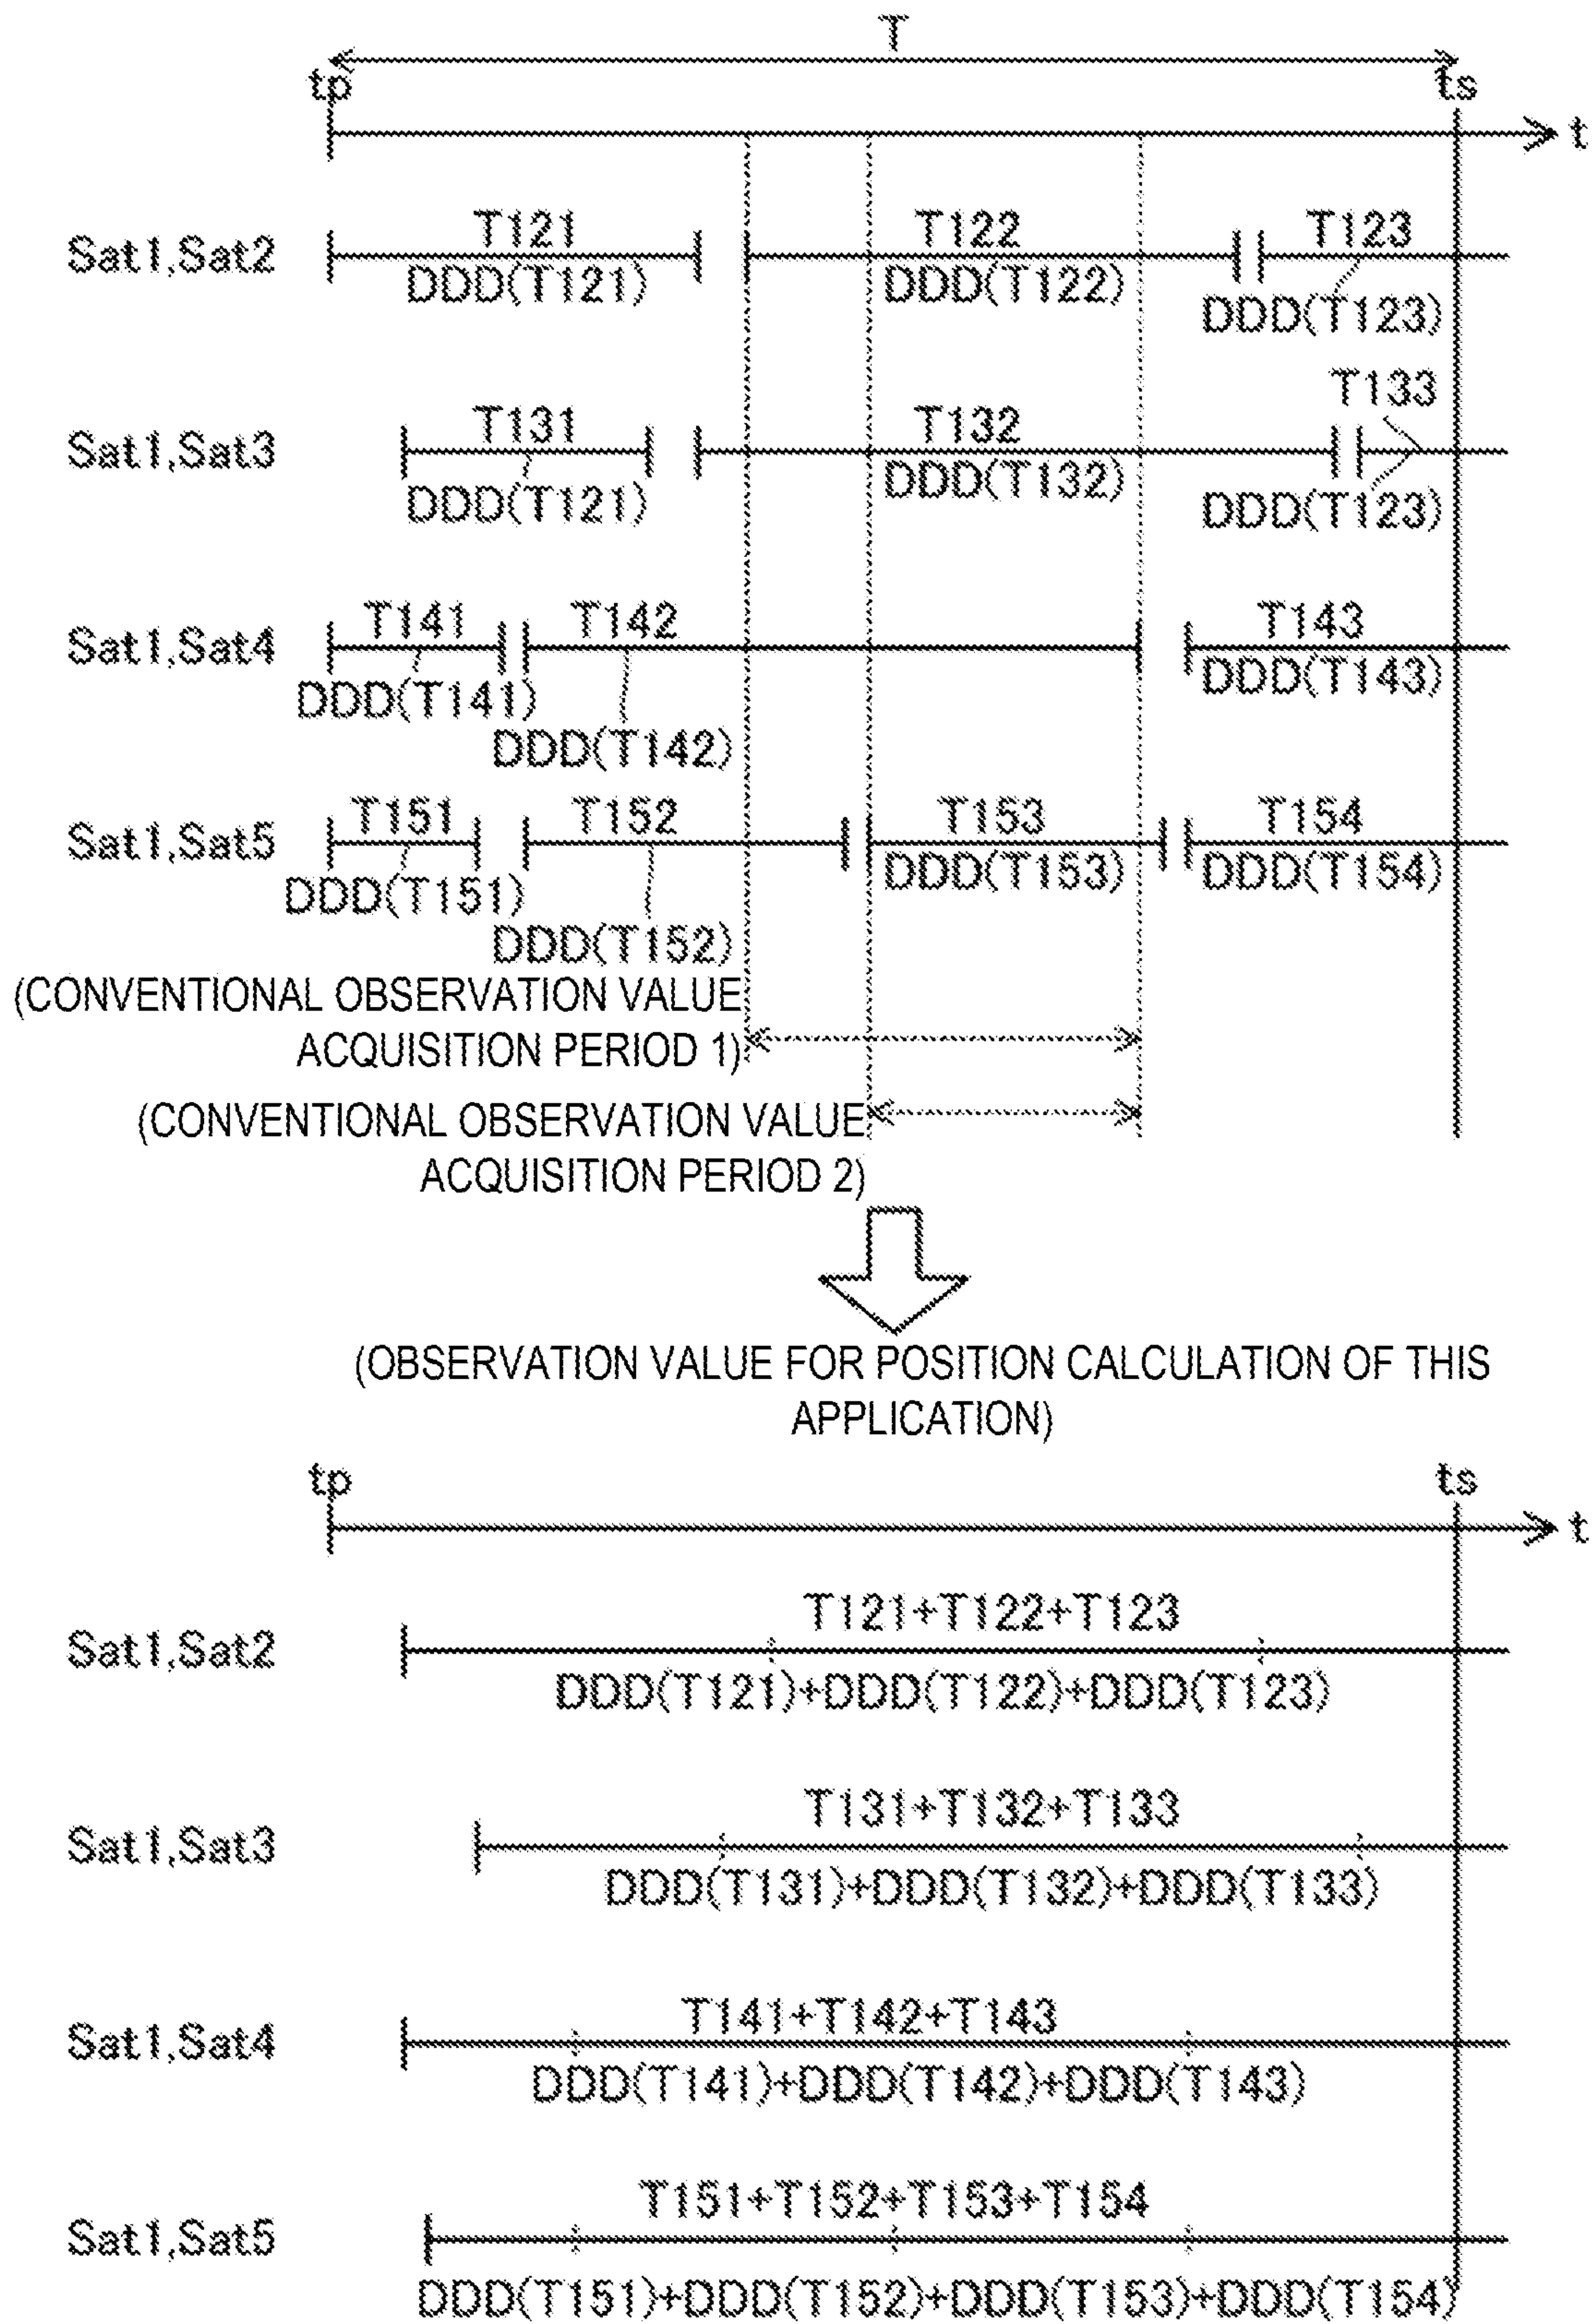 T
tp ts
t
T121 T122 T123
Sat1,Sat2
DDD(T121) DDD(T122) DDD(T123)
T133
T131 T132
Sat1,Sat3
DDD(T121) DDD(T132) DDD(T123)
T141 T142 T143
Sat1,Sat4
DDD(T141) DDD(T143)
DDD(T142)
T151 T152 T153 T154
Sat1,Sat5
DDD(T151) DDD(T153) DDD(T154)
DDD(T152)
(CONVENTIONAL OBSERVATION VALUE
ACQUISITION PERIOD 1)
(CONVENTIONAL OBSERVATION VALUE
ACQUISITION PERIOD 2)
(OBSERVATION VALUE FOR POSITION CALCULATION OF THIS
APPLICATION)
tp ts
t
T121+T122+T123
Sat1,Sat2
DDD(T121)+DDD(T122)+DDD(T123)
T131+T132+T133
Sat1,Sat3
DDD(T131)+DDD(T132)+DDD(T133)
T141+T142+T143
Sat1,Sat4
DDD(T141)+DDD(T142)+DDD(T143)
T151+T152+T153+T154
Sat1,Sat5
DDD(T151)+DDD(T152)+DDD(T153)+DDD(T154)